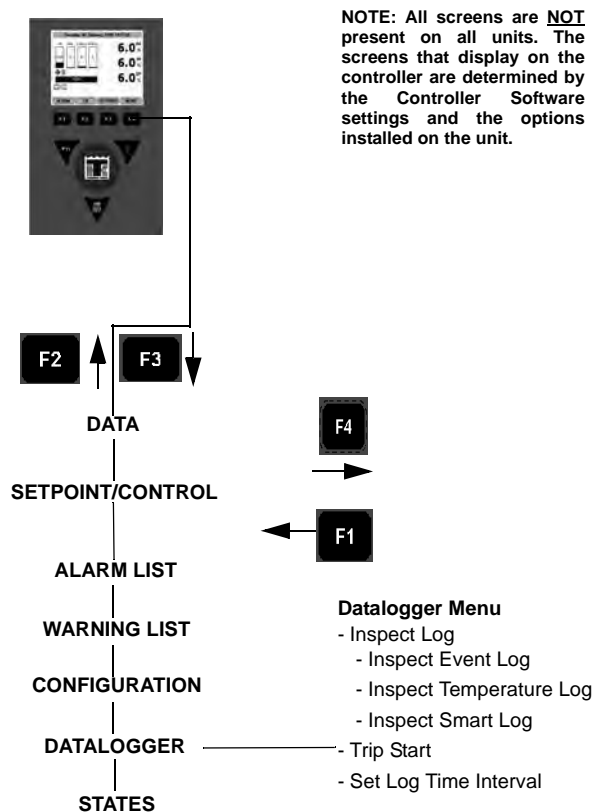 NOTE: All screens are NOT
present on all units. The
screens that display on the
controller are determined by
the Controller Software
settings and the options
installed on the unit.
6.0
6.0
6.0
F2
F3
DATA
F4
SETPOINT/CONTROL
F1
ALARM LIST
WARNING LIST
CONFIGURATION
DATALOGGER
STATES
Datalogger Menu
- Inspect Log
- Inspect Event Log
- Inspect Temperature Log
- Inspect Smart Log
- Trip Start
- Set Log Time Interval